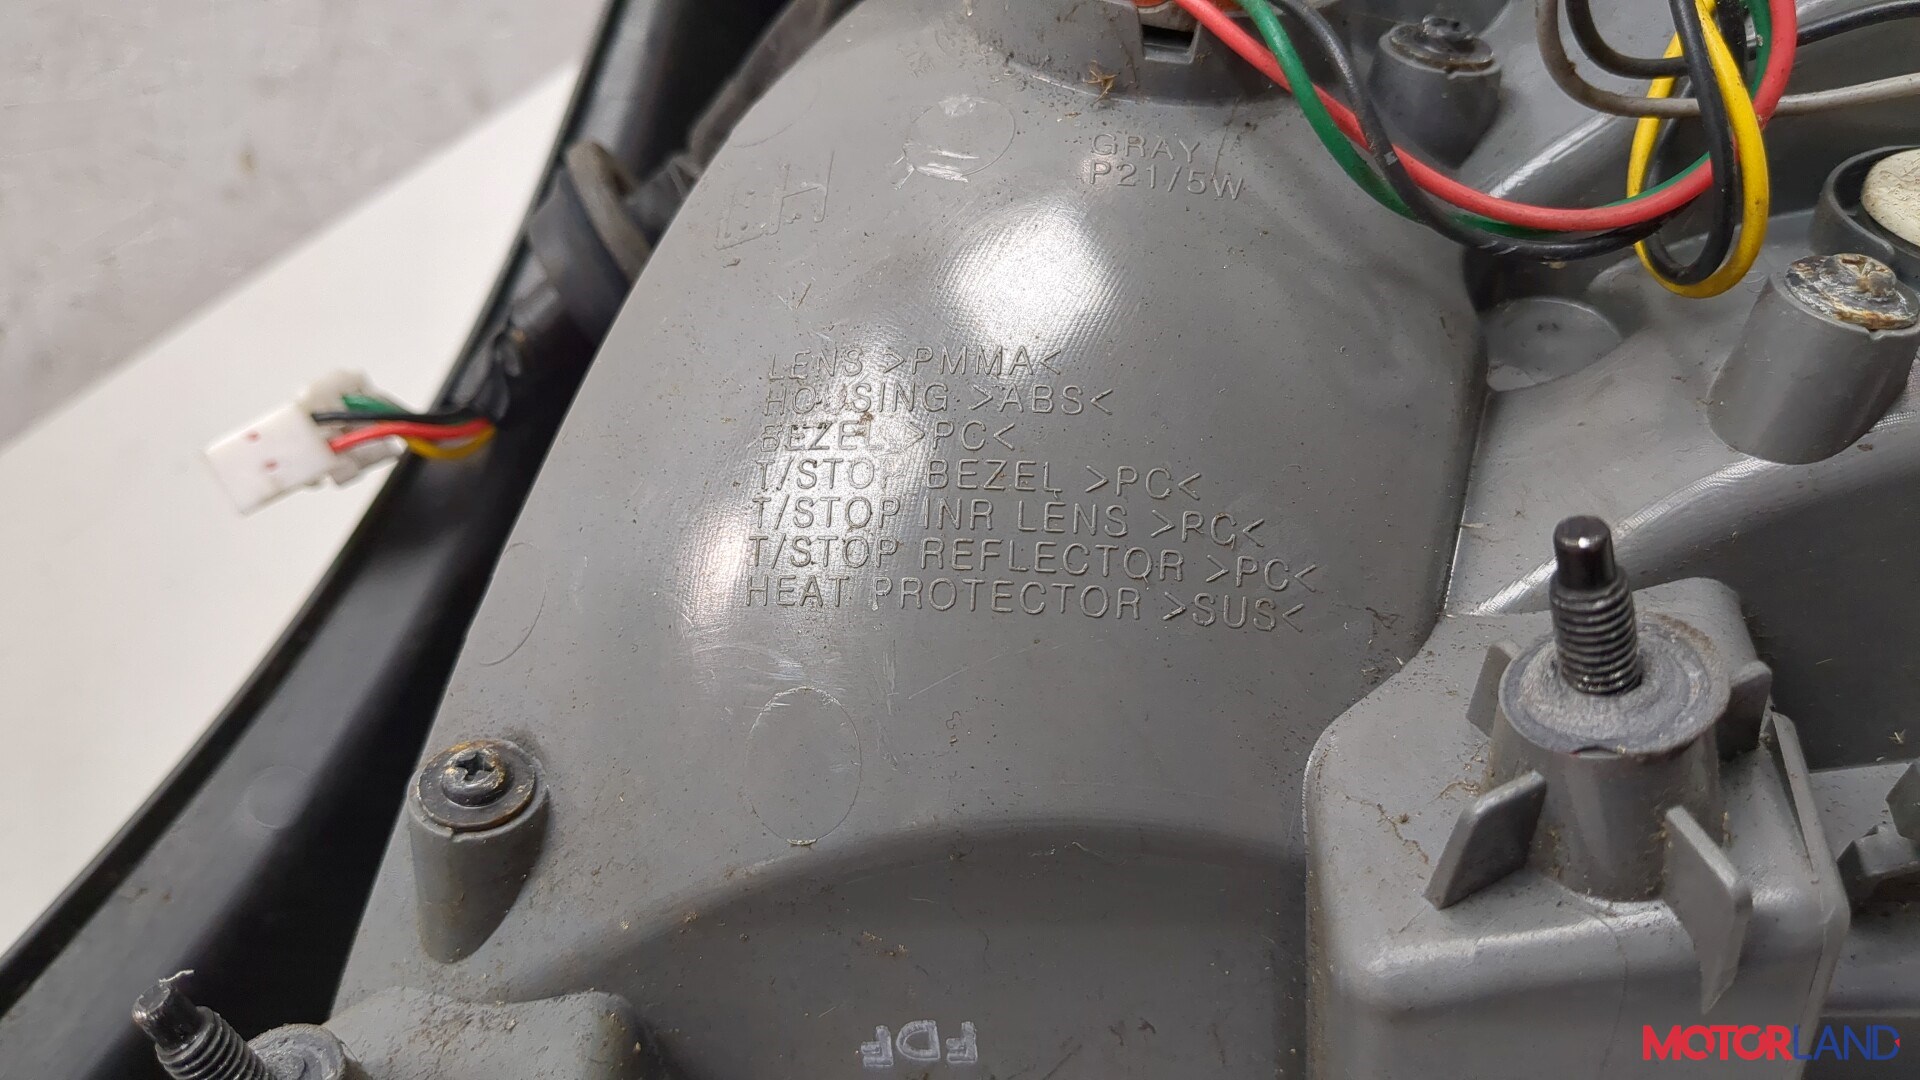 GRAY
P21/5W
LH
LENS >PMMA<
HOUSING >ABS<
BEZEL >PC<
T/STOP BEZEL >PC<
T/STOP INR LENS >PC<
T/STOP REFLECTOR >PC<
HEAT PROTECTOR >SUS<
FDF
MOTORLAND